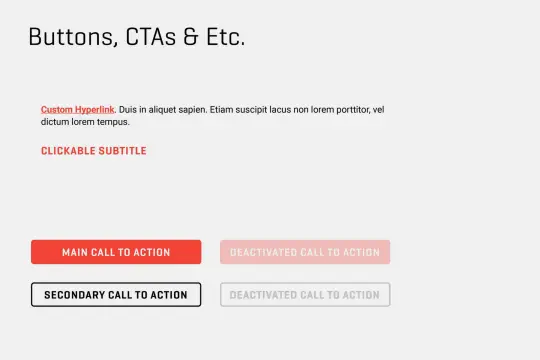 Buttons, CTAs & Etc.
Custom Hyperlink. Duis in aliquet sapien. Etiam suscipit lacus non lorem porttitor, vel
dictum lorem tempus.
CLICKABLE SUBTITLE
MAIN CALL TO ACTION
DEACTIVATED CALL TO ACTION
SECONDARY CALL TO ACTION
DEACTIVATED CALL TO ACTION